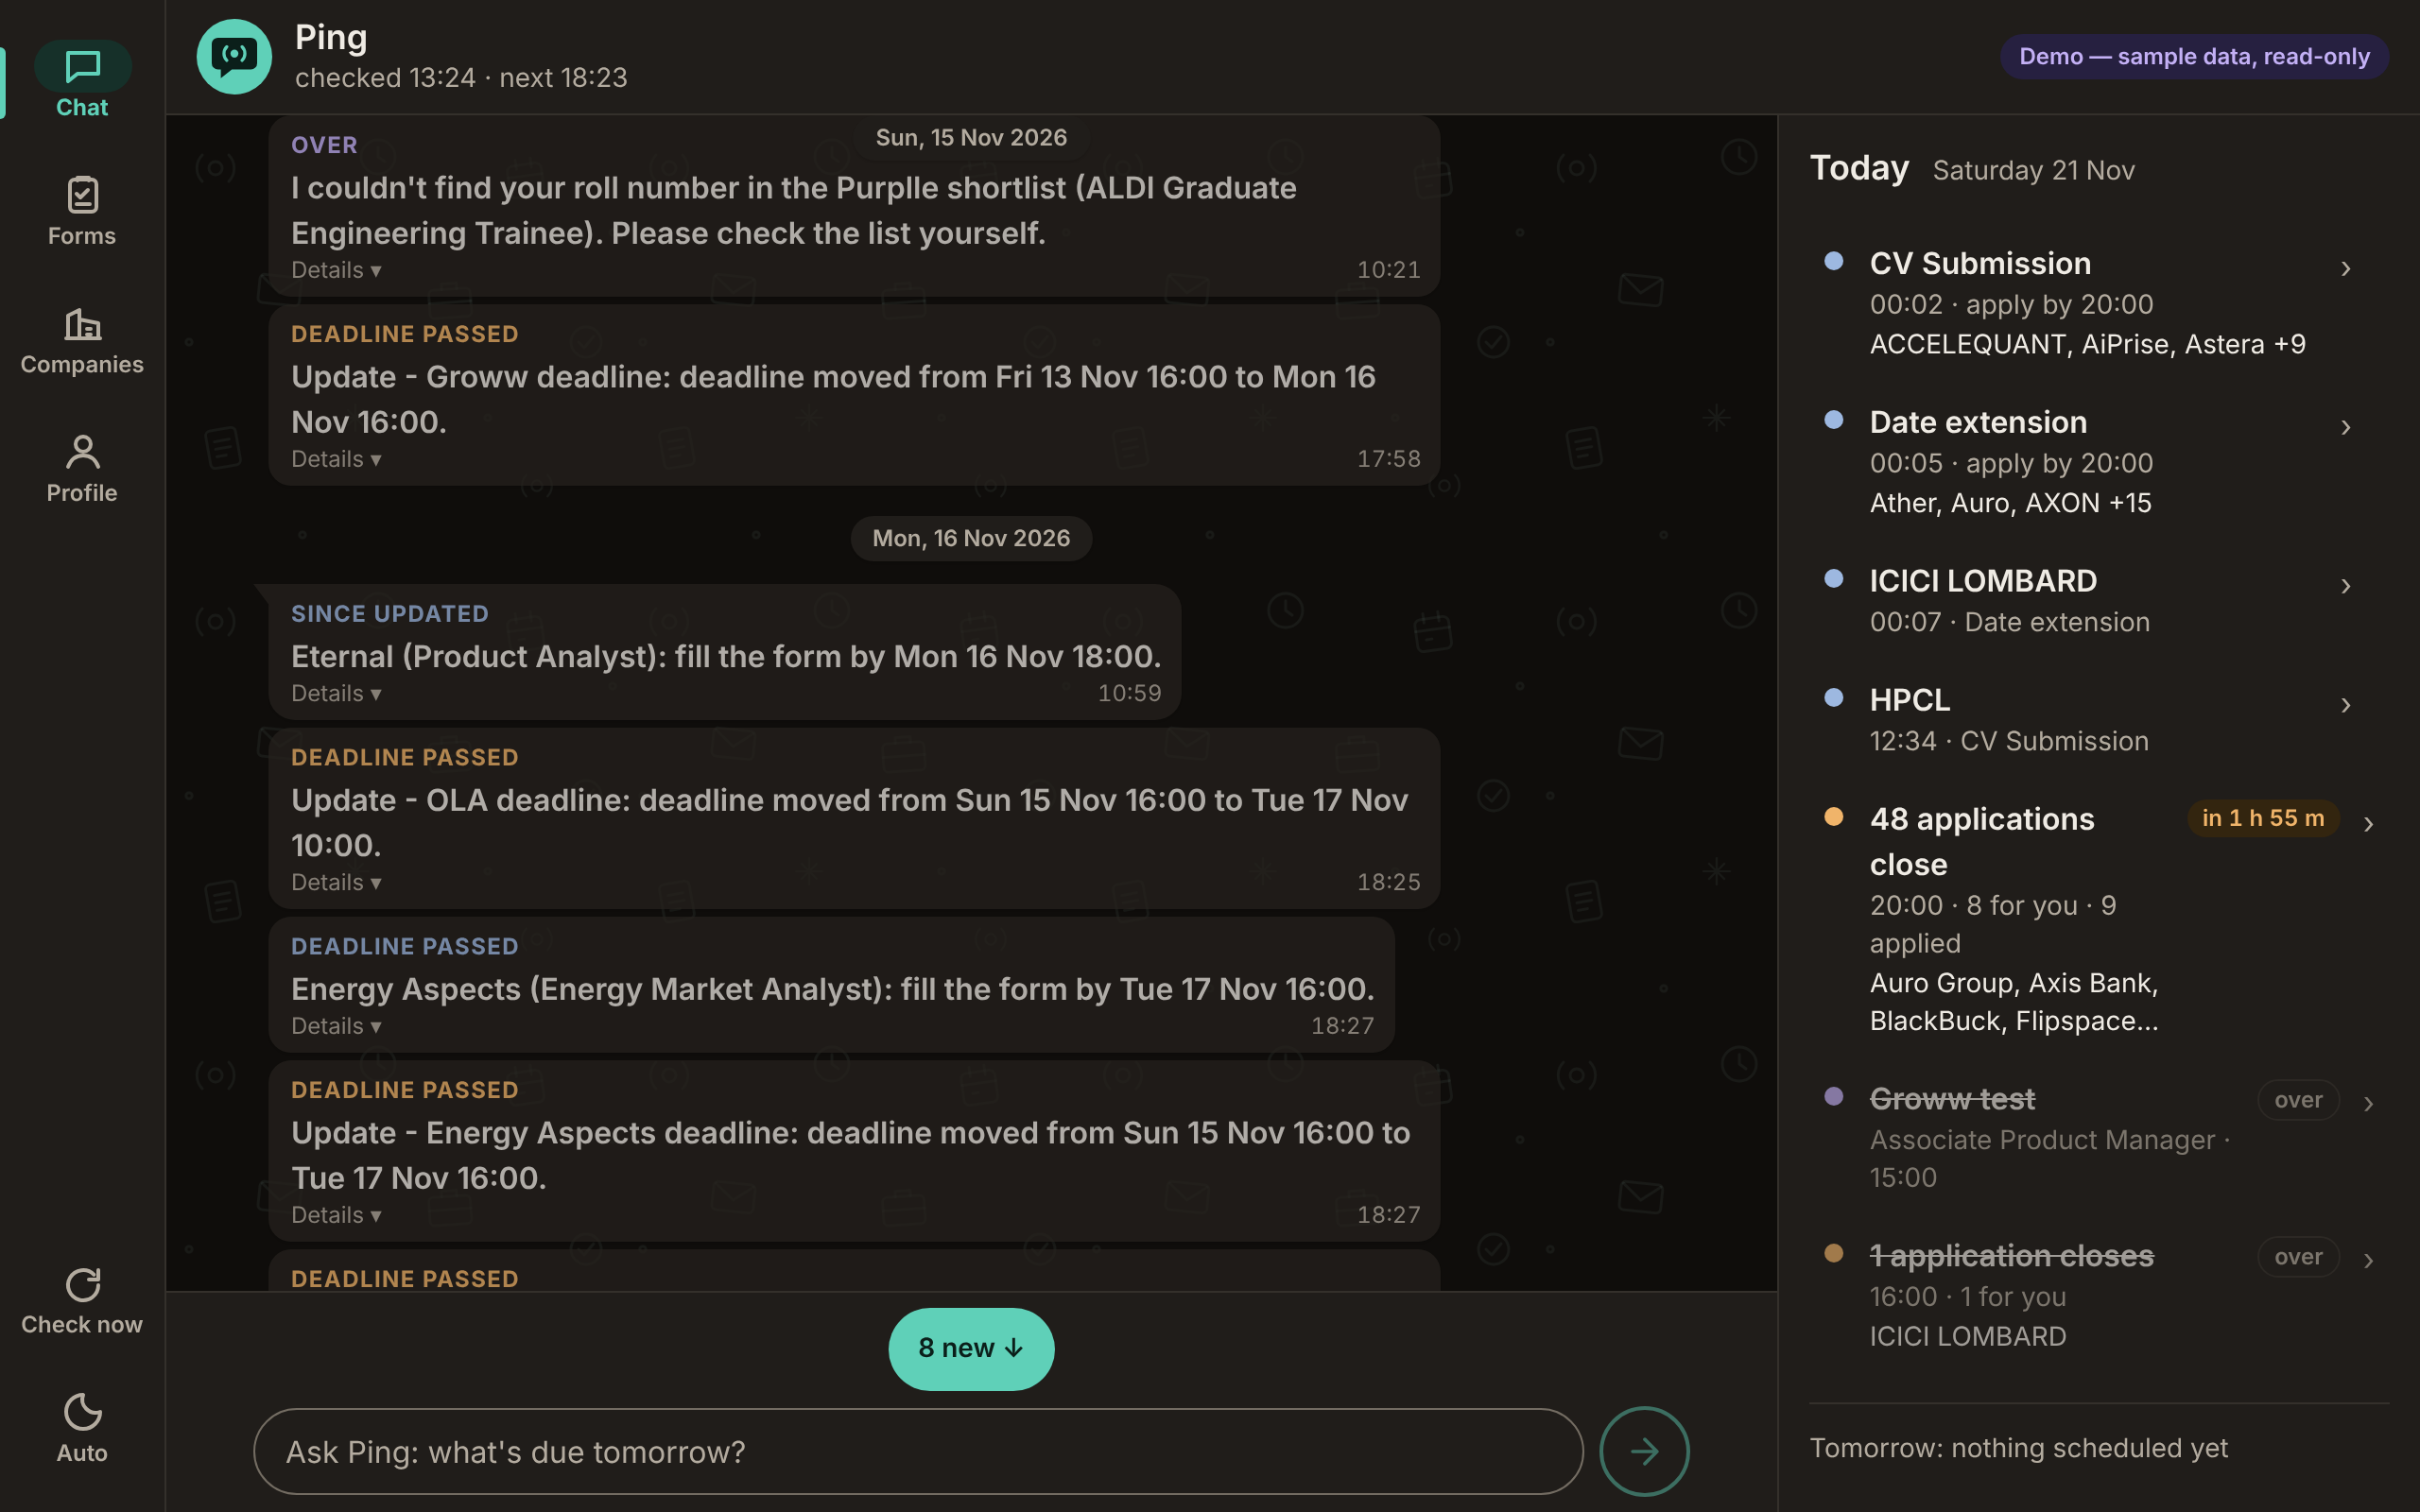 Chat
Forms
Companies
Profile
Check now
Auto
Ping
checked 13:24 · next 18:23
Demo — sample data, read-only
Sun, 15 Nov 2026
OVER
I couldn't find your roll number in the Purplle shortlist (ALDI Graduate
Engineering Trainee). Please check the list yourself.
Details ▾ 10:21
DEADLINE PASSED
Update - Groww deadline: deadline moved from Fri 13 Nov 16:00 to Mon 16
Nov 16:00.
Details ▾ 17:58
Mon, 16 Nov 2026
SINCE UPDATED
Eternal (Product Analyst): fill the form by Mon 16 Nov 18:00.
Details ▾ 10:59
DEADLINE PASSED
Update - OLA deadline: deadline moved from Sun 15 Nov 16:00 to Tue 17 Nov
10:00.
Details ▾ 18:25
DEADLINE PASSED
Energy Aspects (Energy Market Analyst): fill the form by Tue 17 Nov 16:00.
Details ▾ 18:27
DEADLINE PASSED
Update - Energy Aspects deadline: deadline moved from Sun 15 Nov 16:00 to
Tue 17 Nov 16:00.
Details ▾ 18:27
DEADLINE PASSED
8 new ↓
Ask Ping: what's due tomorrow?
Today Saturday 21 Nov
CV Submission
00:02 · apply by 20:00
ACCELEQUANT, AiPrise, Astera +9
Date extension
00:05 · apply by 20:00
Ather, Auro, AXON +15
ICICI LOMBARD
00:07 · Date extension
HPCL
12:34 · CV Submission
48 applications in 1 h 55 m
close
20:00 · 8 for you · 9
applied
Auro Group, Axis Bank,
BlackBuck, Flipspace…
Groww test over
Associate Product Manager ·
15:00
1 application closes over
16:00 · 1 for you
ICICI LOMBARD
Tomorrow: nothing scheduled yet